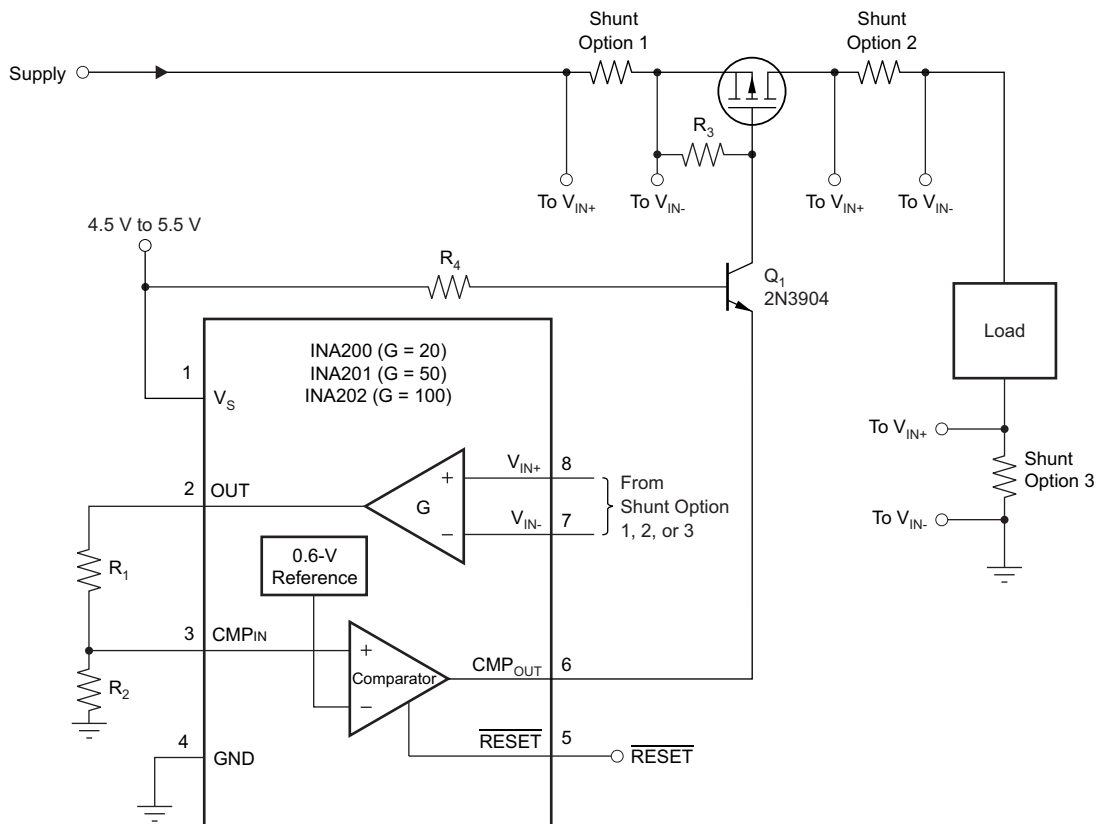 Shunt
Option 1
Shunt
Option 2
Supply
R3
To VIN+
To VIN-
To VIN+
To VIN-
4.5 V to 5.5 V
R4
Q1
2N3904
Load
INA200 (G = 20)
INA201 (G = 50)
INA202 (G = 100)
1
VS
To VIN+
Shunt
Option 3
To VIN-
2
OUT
G
+
−
VIN+
8
VIN-
7
From
Shunt Option
1, 2, or 3
0.6-V
Reference
R1
3
CMPIN
+
Comparator
−
CMPOUT
6
R2
4
GND
RESET
5
RESET